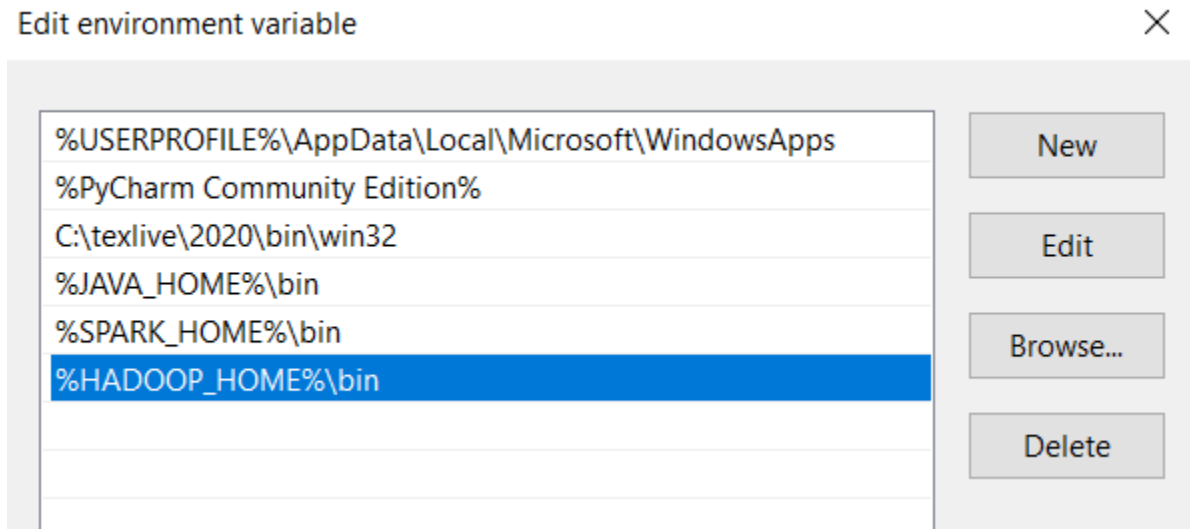 Edit environment variable
%USERPROFILE%\AppData\Local\Microsoft\WindowsApps
%PyCharm Community Edition%
C:\texlive\2020\bin\win32
%JAVA_HOME%\bin
%SPARK_HOME%\bin
%HADOOP_HOME%\bin
New
Edit
Browse...
Delete